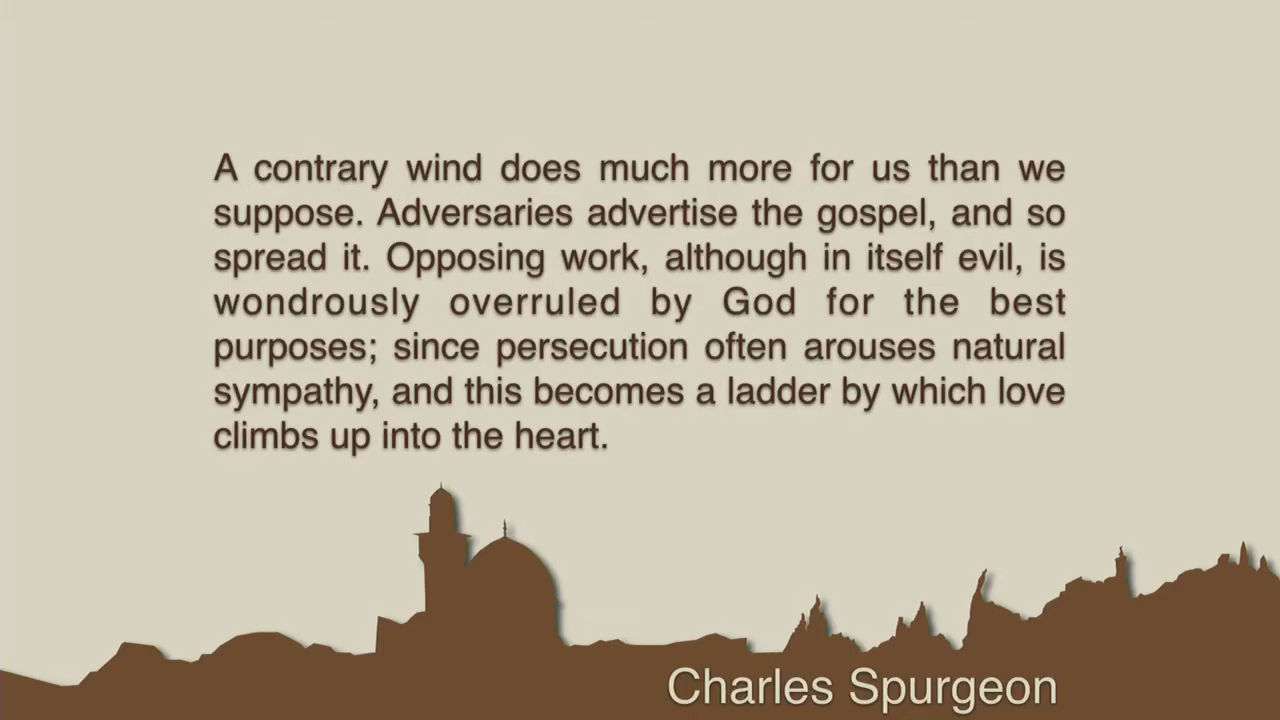 A contrary wind does much more for us than we
suppose. Adversaries advertise the gospel, and so
spread it. Opposing work, although in itself evil, is
wondrously overruled by God for the best
purposes; since persecution often arouses natural
sympathy, and this becomes a ladder by which love
climbs up into the heart.
Charles Spurgeon